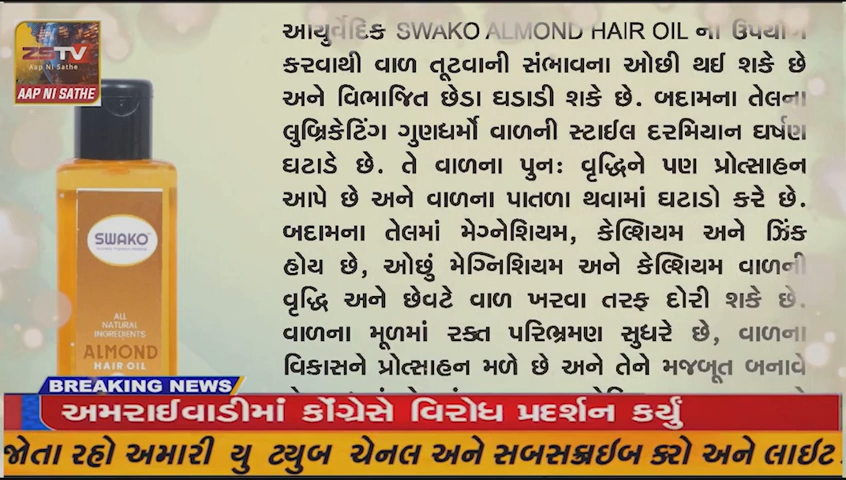 ZSTV
Aap Ni Sathe
AAP NI SATHE
આયુર્વેદિક SWAKO ALMOND HAIR OIL ના ઉપયોગ
કરવાથી વાળ તૂટવાની સંભાવના ઓછી થઈ શકે છે
અને વિભાજિત છેડા ઘડાડી શકે છે. બદામના તેલના
લુબ્રિકેટિંગ ગુણધર્મો વાળની સ્ટાઈલ દરમિયાન ઘર્ષણ
ઘટાડે છે. તે વાળના પુનઃ વૃદ્ધિને પણ પ્રોત્સાહન
આપે છે અને વાળના પાતળા થવામાં ઘટાડો કરે છે.
બદામના તેલમાં મેગ્નેશિયમ, કેલ્શિયમ અને ઝિંક
હોય છે, ઓછું મેગ્નિશિયમ અને કેલ્શિયમ વાળની
વૃદ્ધિ અને છેવટે વાળ ખરવા તરફ દોરી શકે છે.
વાળના મૂળમાં રક્ત પરિભ્રમણ સુધરે છે, વાળના
વિકાસને પ્રોત્સાહન મળે છે અને તેને મજબૂત બનાવે
SWAKO
ALL
NATURAL
INGREDIENTS
ALMOND
HAIR OIL
BREAKING NEWS
અમરાઈવાડીમાં કોંગ્રેસે વિરોધ પ્રદર્શન કર્યું
જોતા રહો અમારી યુ ટ્યુબ ચેનલ અને સબસક્રાઇબ કરો અને લાઈટ